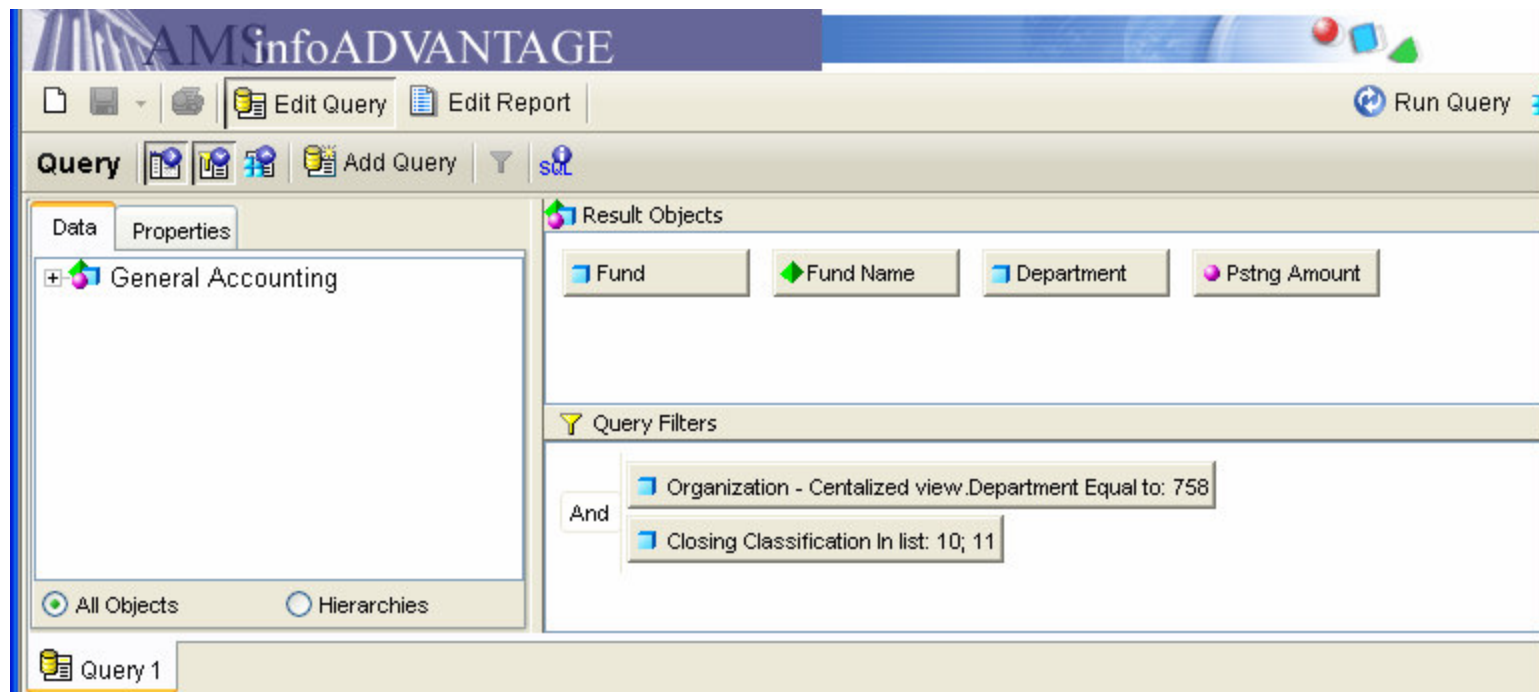 AMSinfoADVANTAGE
Edit Query Edit Report Run Query
Query Add Query SQL
Data Properties
General Accounting
All Objects Hierarchies
Result Objects
Fund Fund Name Department Pstng Amount
Query Filters
And
Organization - Centalized view.Department Equal to: 758
Closing Classification In list: 10; 11
Query 1